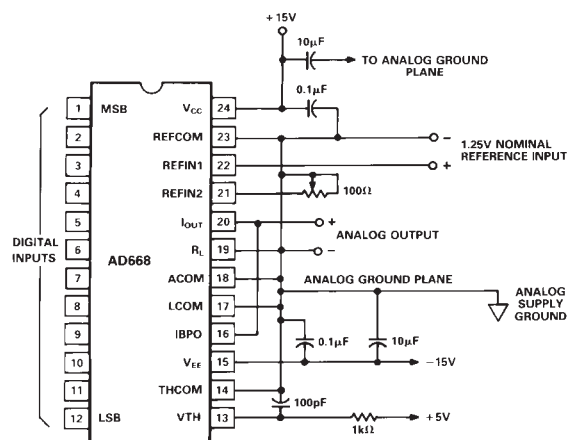 +15V
10µF
TO ANALOG GROUND
PLANE
0.1µF
1 MSB VCC 24
2 REFCOM 23
3 REFIN1 22
4 REFIN2 21
5 IOUT 20
6 RL 19
7 ACOM 18
8 LCOM 17
9 IBPO 16
10 VEE 15
11 THCOM 14
12 LSB VTH 13
AD668
DIGITAL
INPUTS
−
1.25V NOMINAL
REFERENCE INPUT
+
100Ω
+
ANALOG OUTPUT
−
ANALOG GROUND PLANE
ANALOG
SUPPLY
GROUND
0.1µF
10µF
−15V
100pF
1kΩ
+5V